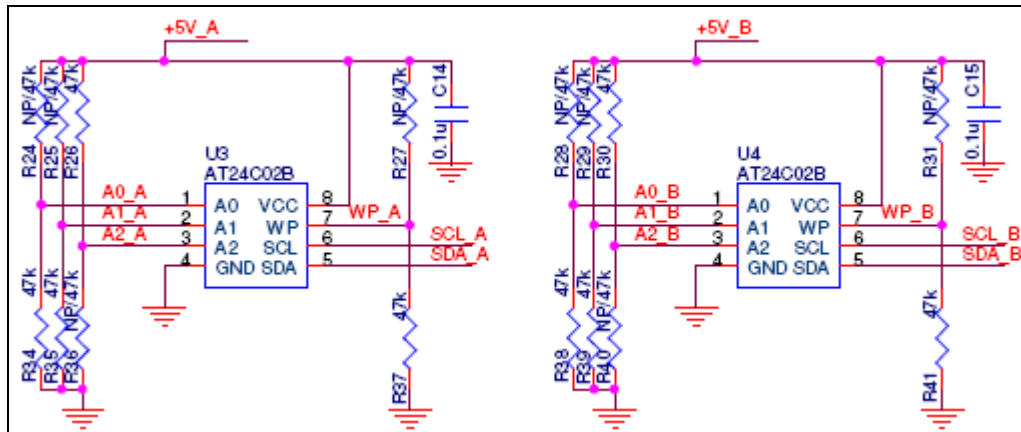 +5V_A
NP/47k
NP/47k
47k
NP/47k
C14
0.1u
R24
R25
R26
R27
U3
AT24C02B
A0_A
A1_A
A2_A
1
2
3
4
A0
A1
A2
GND
VCC
WP
SCL
SDA
8
7
6
5
WP_A
SCL_A
SDA_A
47k
47k
NP/47k
47k
R34
R35
R36
R37
+5V_B
NP/47k
NP/47k
47k
NP/47k
C15
0.1u
R28
R29
R30
R31
U4
AT24C02B
A0_B
A1_B
A2_B
1
2
3
4
A0
A1
A2
GND
VCC
WP
SCL
SDA
8
7
6
5
WP_B
SCL_B
SDA_B
47k
47k
NP/47k
47k
R38
R39
R40
R41